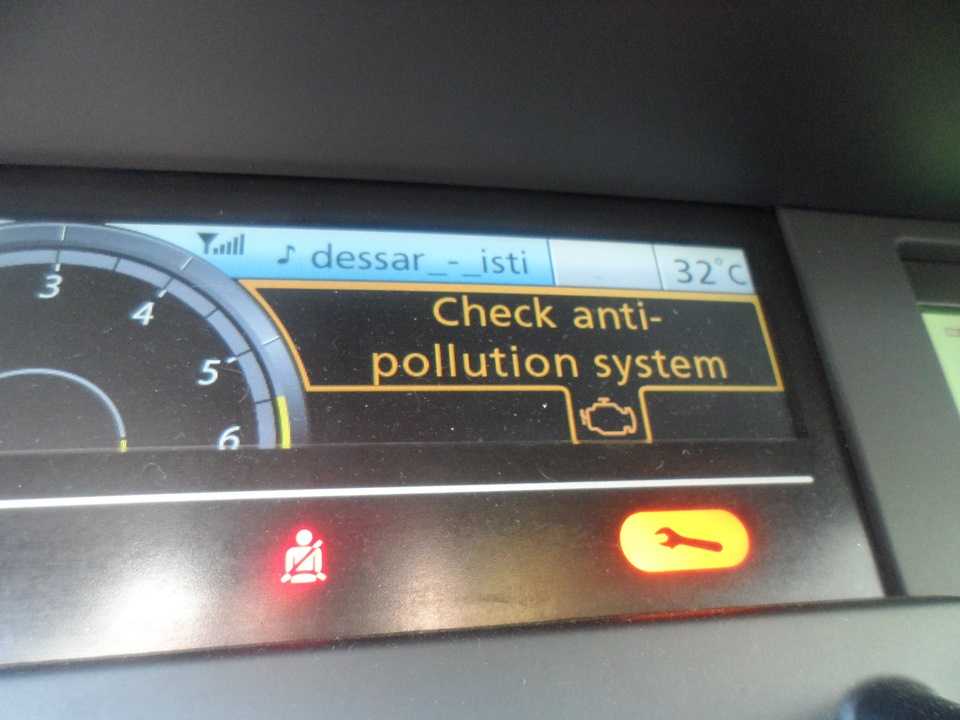 dessar_-_isti
32°C
Check anti-
pollution system
3
4
5
6